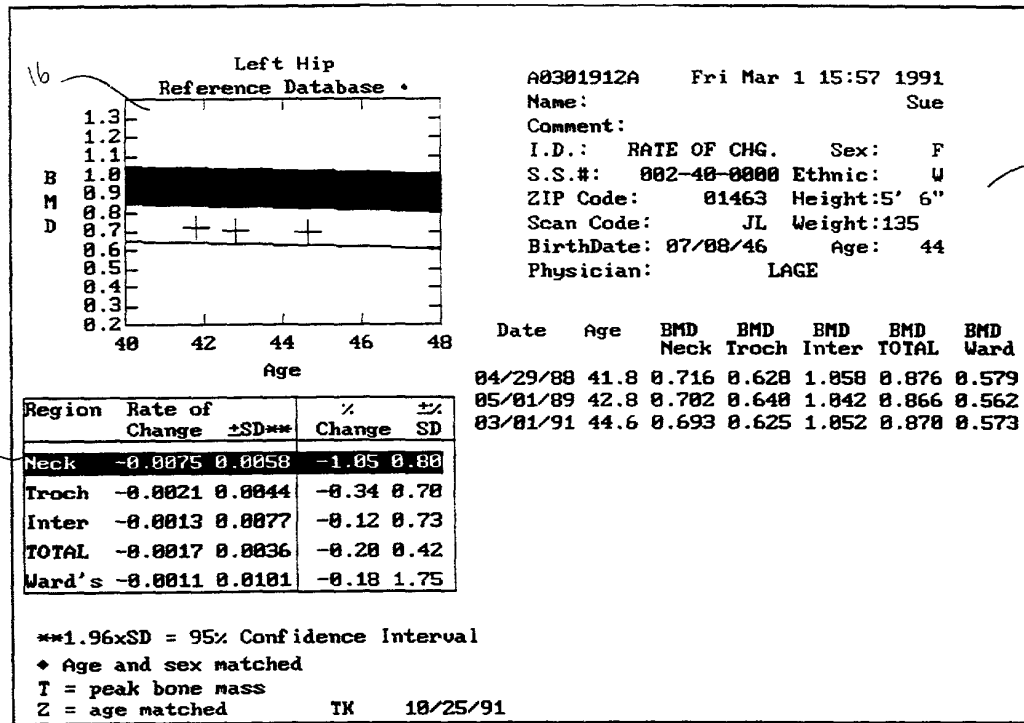 16
Left Hip
Reference Database •
1.3
1.2
1.1
1.0
0.9
0.8
0.7
0.6
0.5
0.4
0.3
0.2
B
M
D
40 42 44 46 48
Age
A0301912A Fri Mar 1 15:57 1991
Name: Sue
Comment:
I.D.: RATE OF CHG. Sex: F
S.S.#: 002-40-0000 Ethnic: W
ZIP Code: 01463 Height:5' 6"
Scan Code: JL Weight:135
BirthDate: 07/08/46 Age: 44
Physician: LAGE
Date Age BMD BMD BMD BMD BMD
Neck Troch Inter TOTAL Ward
04/29/88 41.8 0.716 0.628 1.058 0.876 0.579
05/01/89 42.8 0.702 0.640 1.042 0.866 0.562
03/01/91 44.6 0.693 0.625 1.052 0.870 0.573
Region Rate of % ±%
Change ±SD** Change SD
Neck -0.0075 0.0058 -1.05 0.80
Troch -0.0021 0.0044 -0.34 0.70
Inter -0.0013 0.0077 -0.12 0.73
TOTAL -0.0017 0.0036 -0.20 0.42
Ward's -0.0011 0.0101 -0.18 1.75
**1.96xSD = 95% Confidence Interval
♦ Age and sex matched
T = peak bone mass
Z = age matched TK 10/25/91